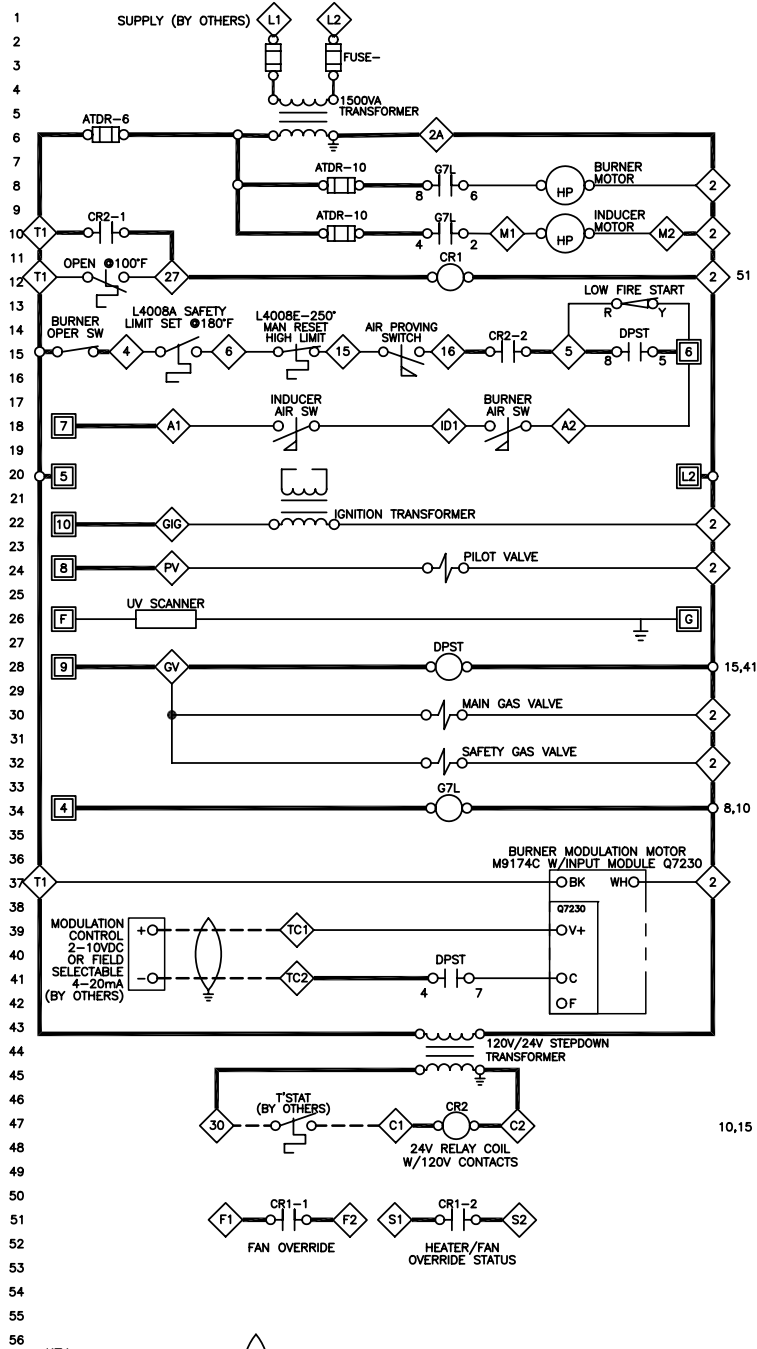 1
SUPPLY (BY OTHERS) L1 L2
2
FUSE-
3
4
1500VA
TRANSFORMER
5
ATDR-6
6
2A
7
ATDR-10 G7L BURNER
MOTOR
8
8 6 HP 2
9
ATDR-10 G7L INDUCER
MOTOR
10
T1 CR2-1 4 2 M1 HP M2 2
11
OPEN @100°F CR1
12
T1 27 2 51
13
LOW FIRE START
R Y
14
BURNER
OPER SW
L4008A SAFETY
LIMIT SET @180°F
L4008E-250°
MAN RESET
HIGH LIMIT
AIR PROVING
SWITCH
CR2-2 DPST
15
4 6 15 16 5 8 5 6
16
17
INDUCER
AIR SW
BURNER
AIR SW
18
7 A1 ID1 A2
19
20
5 L2
21
22
10 GIG IGNITION TRANSFORMER 2
23
24
8 PV PILOT VALVE 2
25
UV SCANNER
26
F G
27
DPST
28
9 GV 15,41
29
30
MAIN GAS VALVE 2
31
32
SAFETY GAS VALVE 2
33
G7L
34
4 8,10
35
36
BURNER MODULATION MOTOR
M9174C W/INPUT MODULE Q7230
37
T1 BK WH 2
38
Q7230
39
MODULATION
CONTROL
2-10VDC
OR FIELD
SELECTABLE
4-20mA
(BY OTHERS)
+ TC1 V+
40
DPST
41
- TC2 4 7 C
42
F
43
120V/24V STEPDOWN
TRANSFORMER
44
45
46
T'STAT
(BY OTHERS)
CR2
47
30 C1 C2 10,15
48
24V RELAY COIL
W/120V CONTACTS
49
50
CR1-1 CR1-2
51
F1 F2 S1 S2
52
FAN OVERRIDE
HEATER/FAN
OVERRIDE STATUS
53
54
55
56